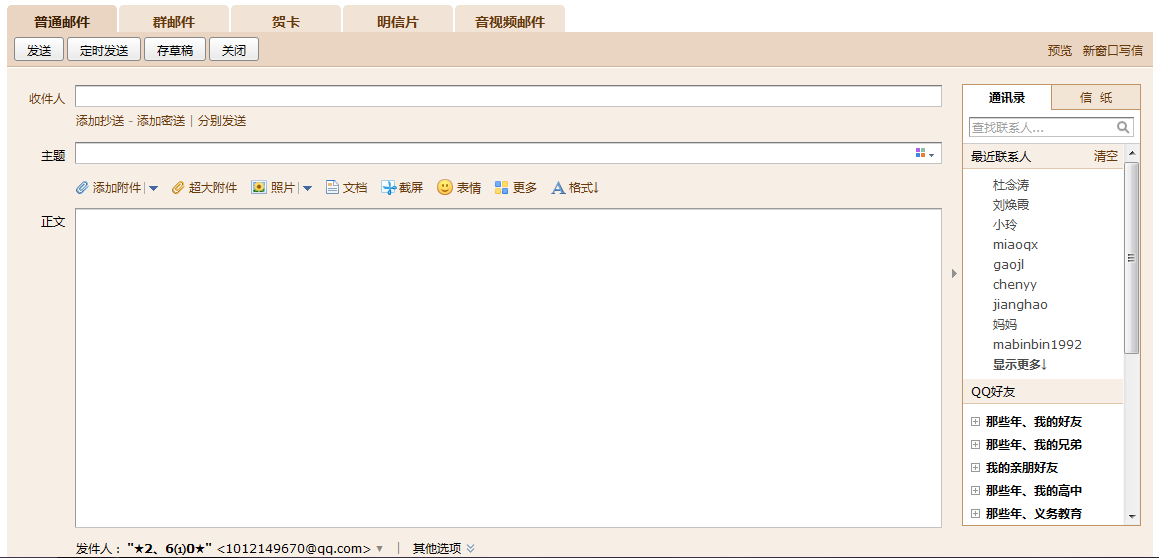 普通邮件 群邮件 贺卡 明信片 音视频邮件
发送 定时发送 存草稿 关闭 预览 新窗口写信
收件人
添加抄送 - 添加密送 | 分别发送
主题
添加附件 | 超大附件 照片 | 文档 截屏 表情 更多 格式↓
正文
发件人："★2、6⑴0★" <1012149670@qq.com> | 其他选项
通讯录 信 纸
查找联系人...
最近联系人 清空
杜念涛
刘焕霞
小玲
miaoqx
gaojl
chenyy
jianghao
妈妈
mabinbin1992
显示更多↓
QQ好友
那些年、我的好友
那些年、我的兄弟
我的亲朋好友
那些年、我的高中
那些年、义务教育